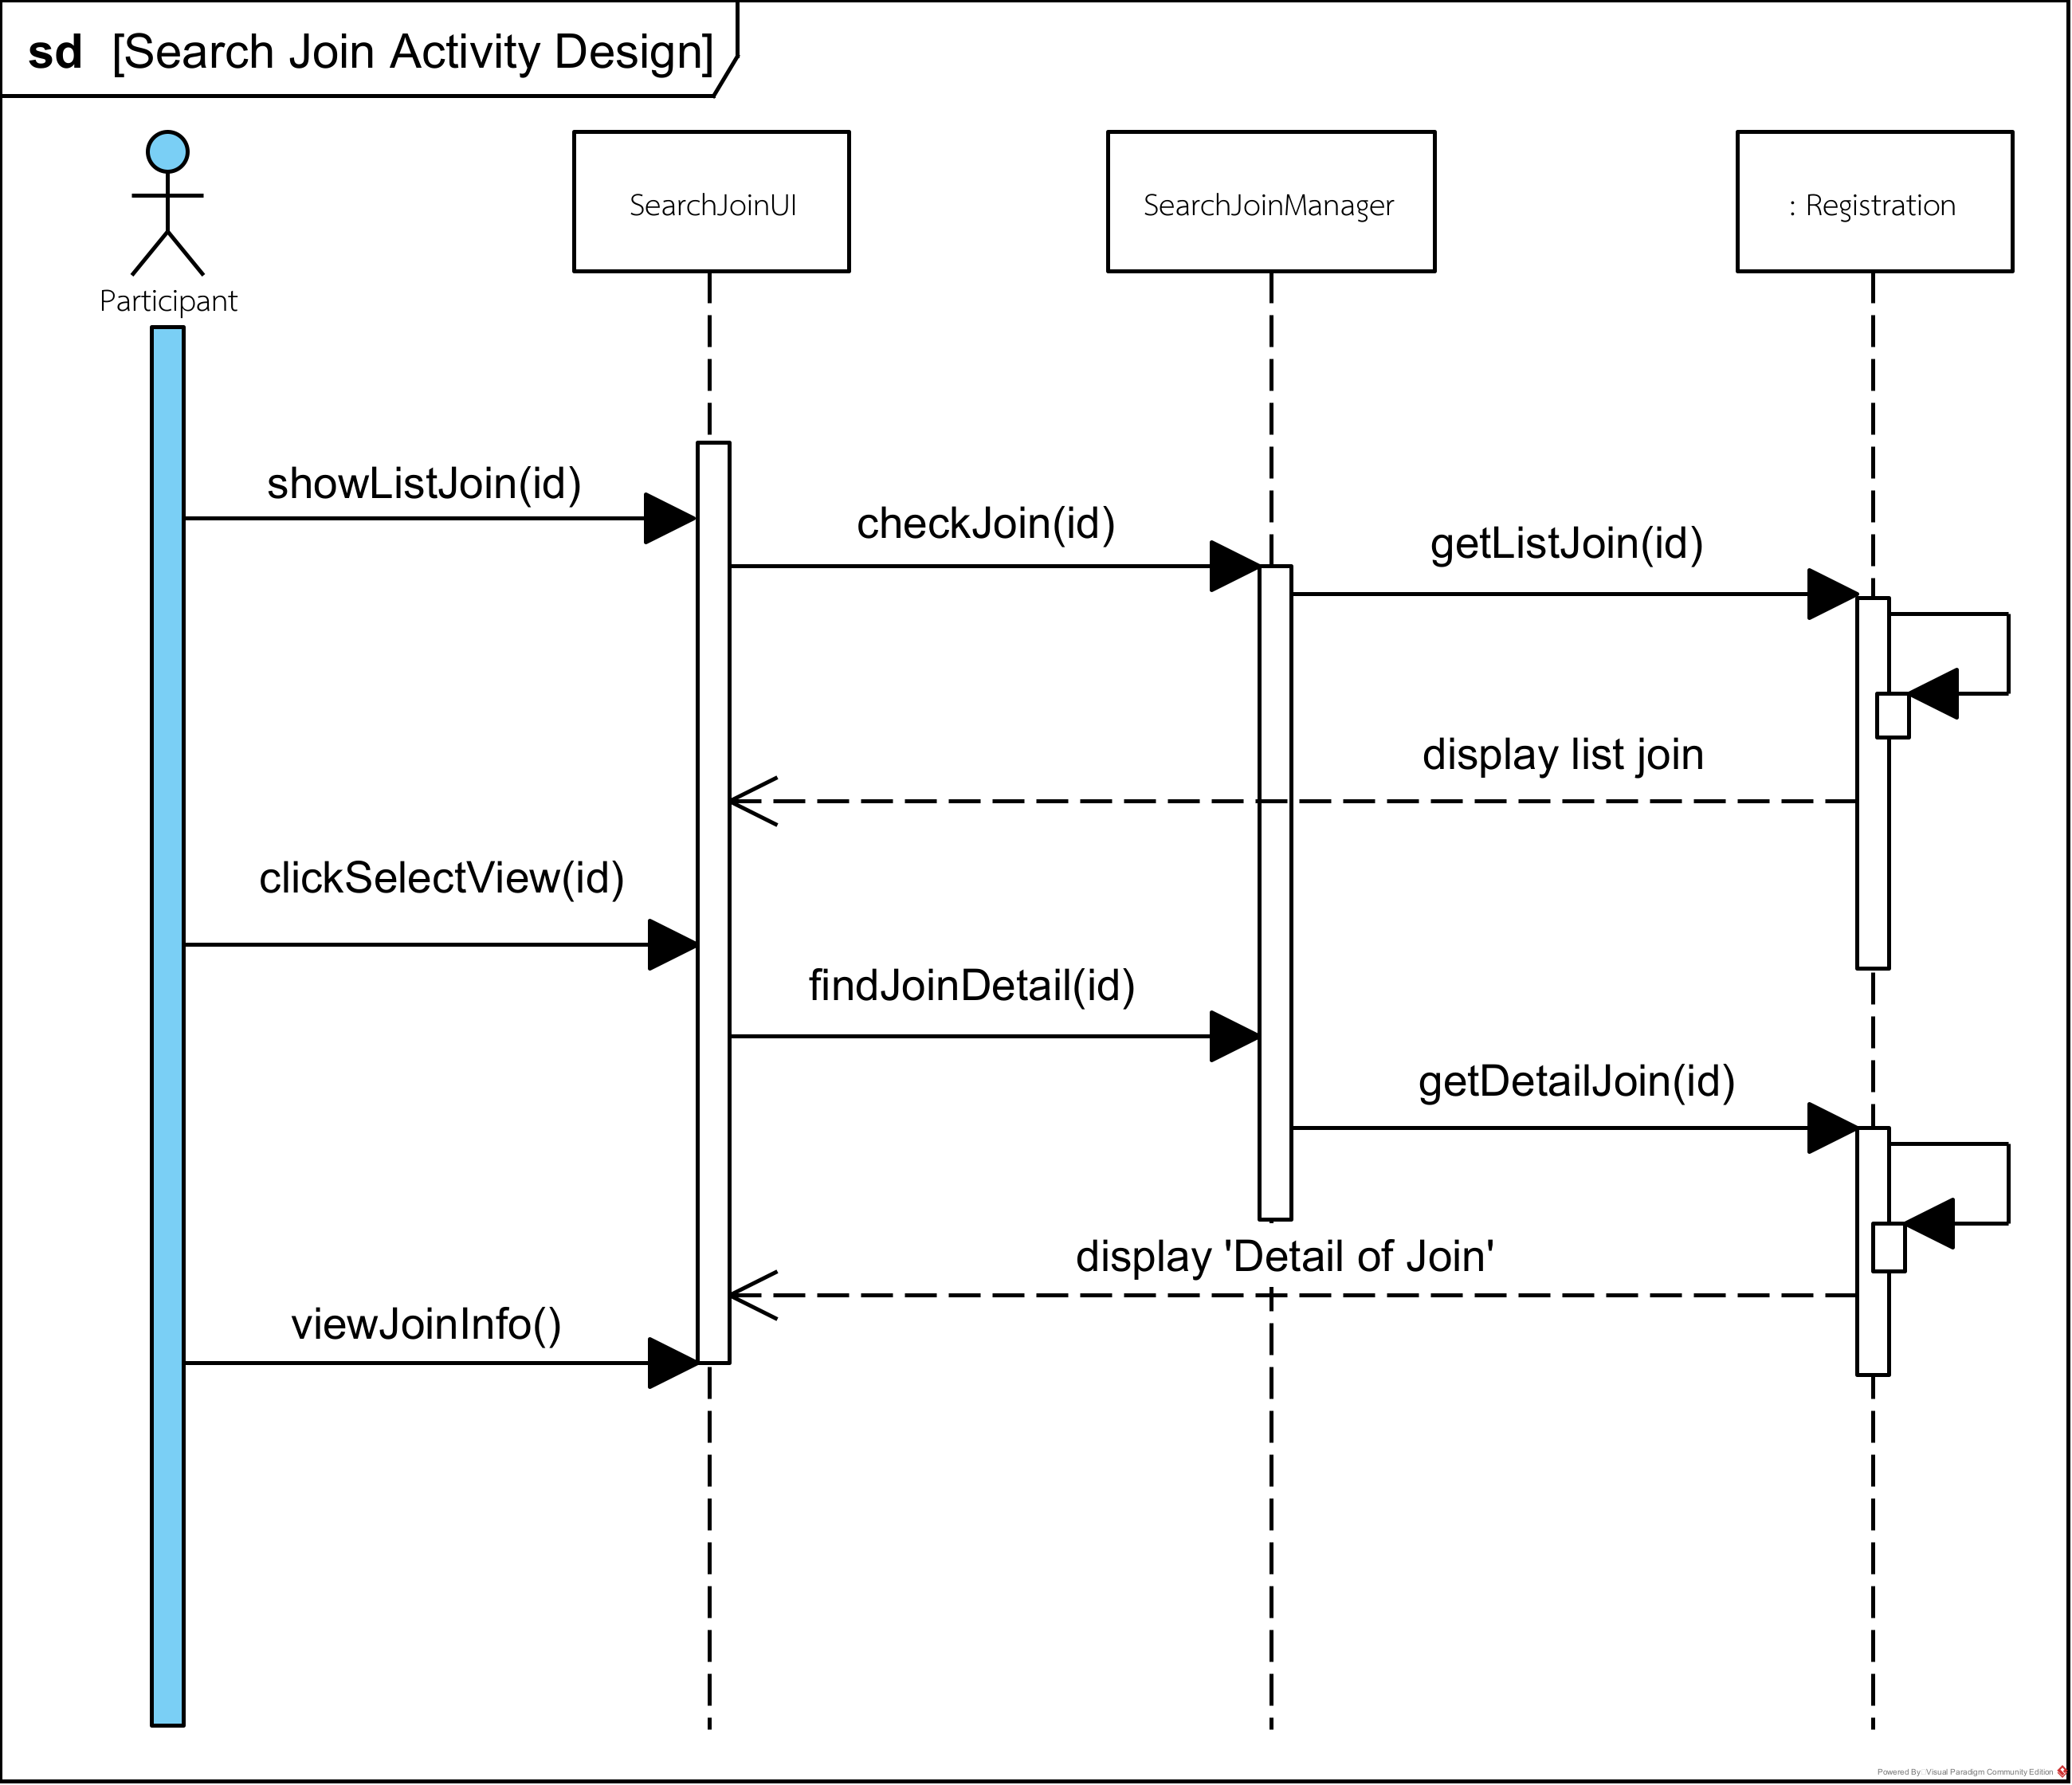 sd [Search Join Activity Design]
Participant
SearchJoinUI
SearchJoinManager
: Registration
showListJoin(id)
checkJoin(id)
getListJoin(id)
display list join
clickSelectView(id)
findJoinDetail(id)
getDetailJoin(id)
display 'Detail of Join'
viewJoinInfo()
Powered By: Visual Paradigm Community Edition